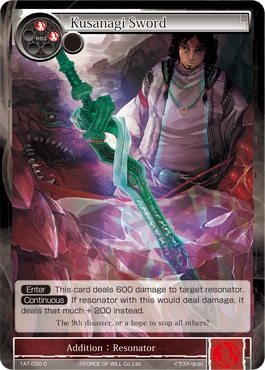 Kusanagi Sword
WILL
Enter This card deals 600 damage to target resonator.
Continuous If resonator with this would deal damage, it
deals that much + 200 instead.
The 9th disaster, or a hope to stop all others?
Addition : Resonator
TAT-030 C ©FORCE OF WILL Co.,Ltd.